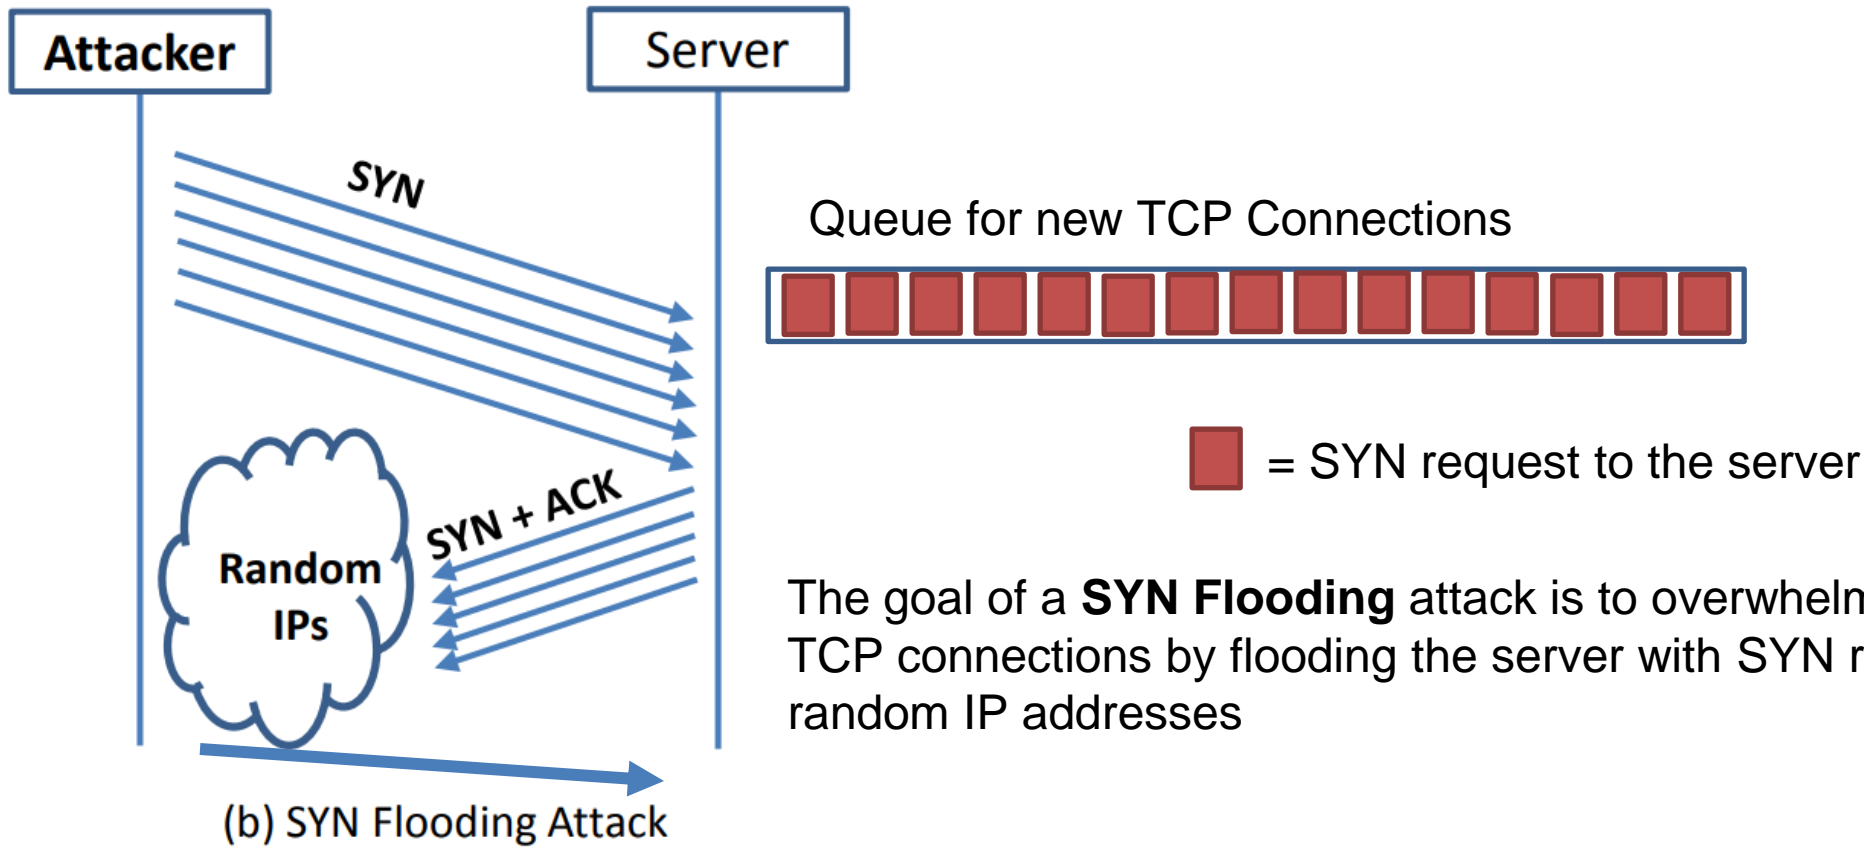 Attacker
Server
SYN
Queue for new TCP Connections
= SYN request to the server
SYN + ACK
Random
IPs
The goal of a SYN Flooding attack is to overwhelm
TCP connections by flooding the server with SYN
random IP addresses
(b) SYN Flooding Attack